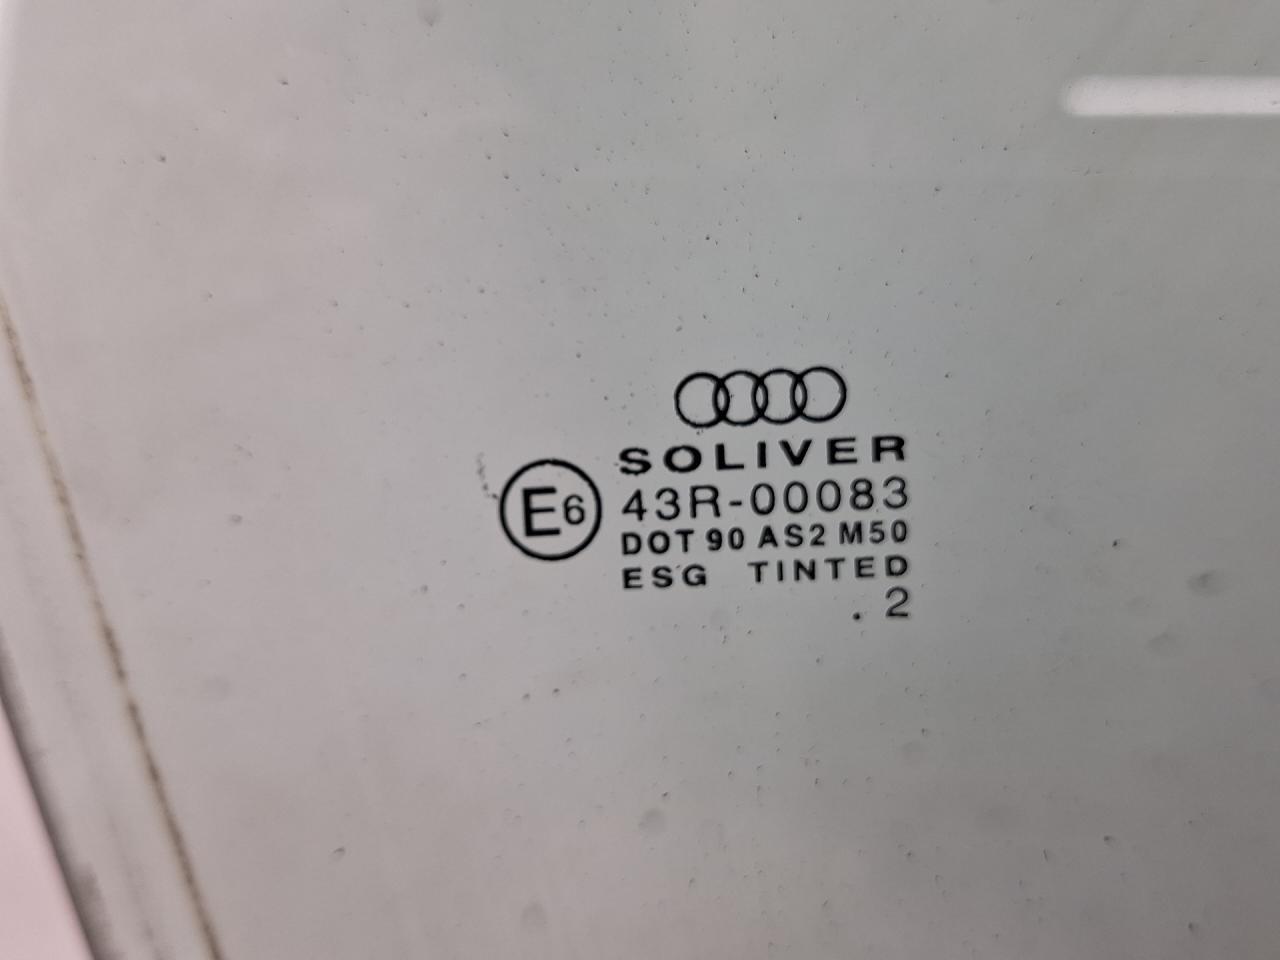 SOLIVER
E6
43R-00083
DOT 90 AS2 M50
ESG TINTED
. 2